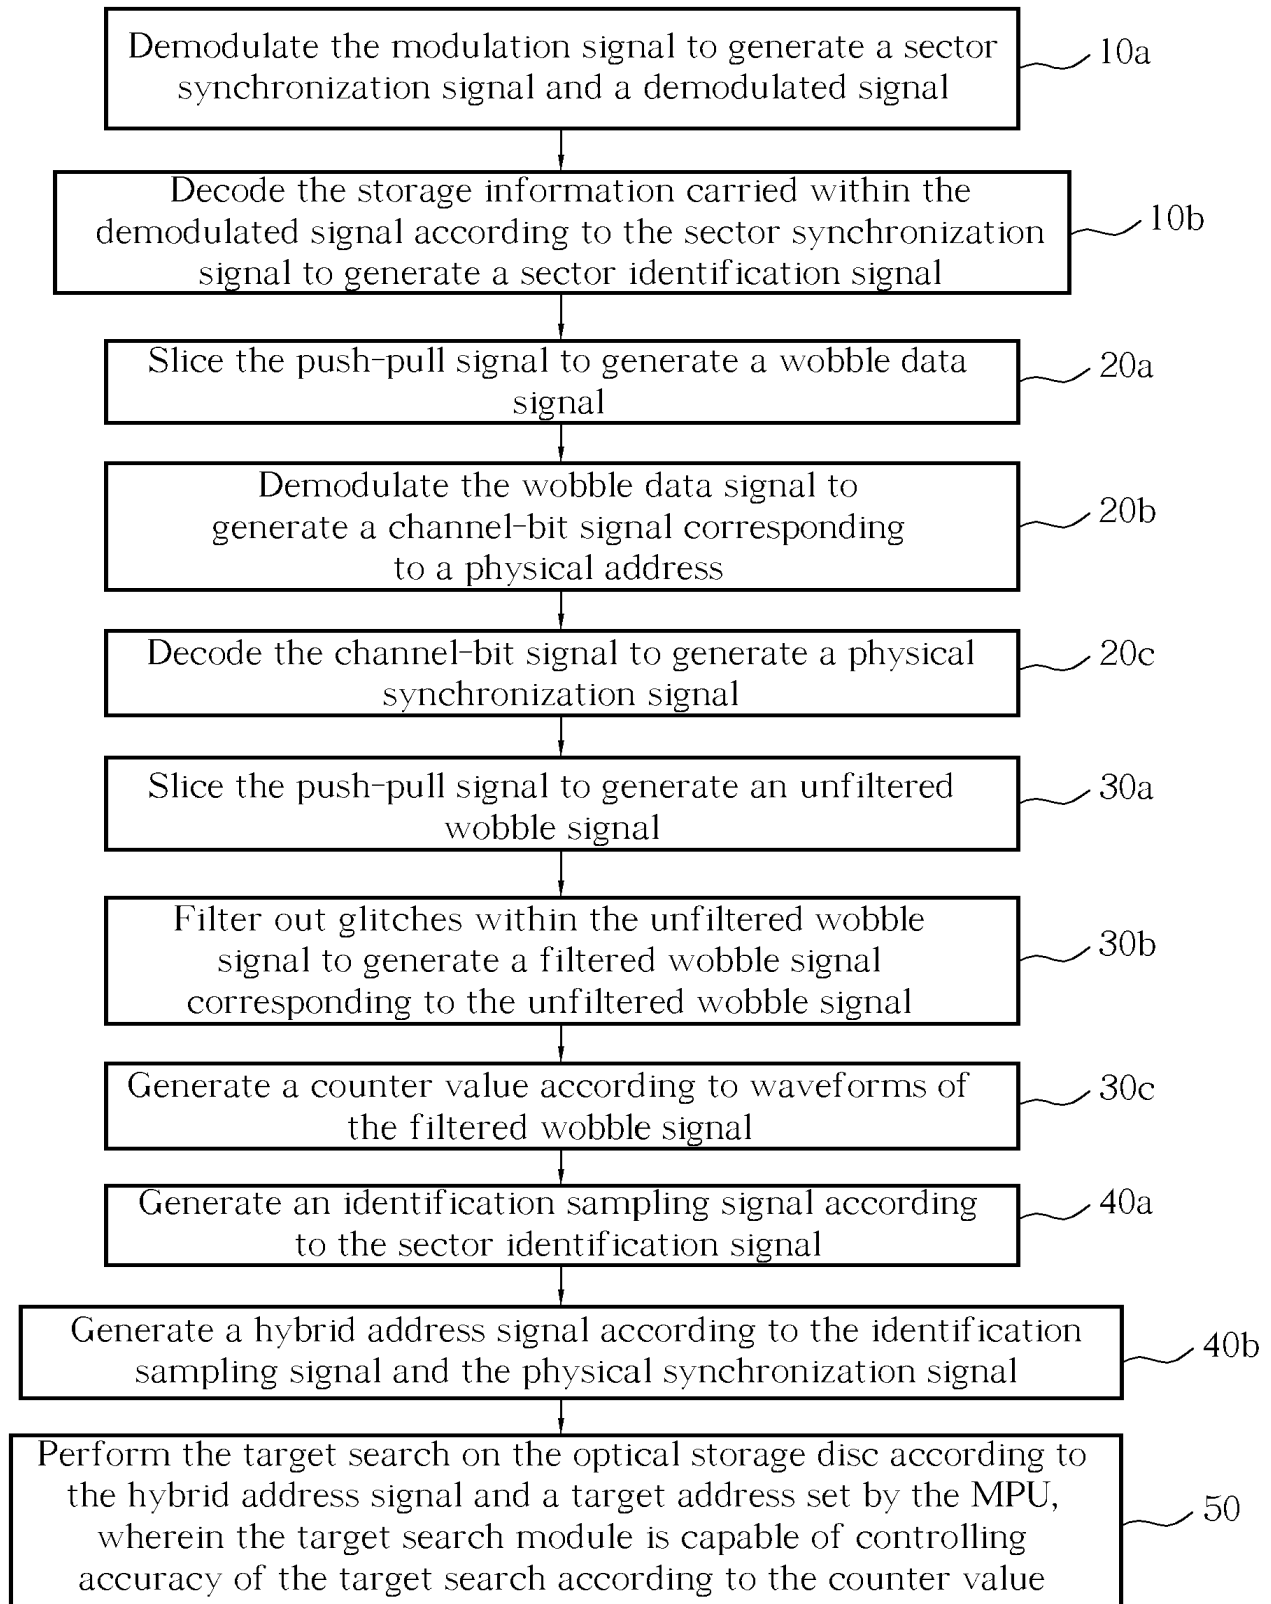 Demodulate the modulation signal to generate a sector
synchronization signal and a demodulated signal
10a
Decode the storage information carried within the
demodulated signal according to the sector synchronization
signal to generate a sector identification signal
10b
Slice the push-pull signal to generate a wobble data
signal
20a
Demodulate the wobble data signal to
generate a channel-bit signal corresponding
to a physical address
20b
Decode the channel-bit signal to generate a physical
synchronization signal
20c
Slice the push-pull signal to generate an unfiltered
wobble signal
30a
Filter out glitches within the unfiltered wobble
signal to generate a filtered wobble signal
corresponding to the unfiltered wobble signal
30b
Generate a counter value according to waveforms of
the filtered wobble signal
30c
Generate an identification sampling signal according
to the sector identification signal
40a
Generate a hybrid address signal according to the identification
sampling signal and the physical synchronization signal
40b
Perform the target search on the optical storage disc according to
the hybrid address signal and a target address set by the MPU,
wherein the target search module is capable of controlling
accuracy of the target search according to the counter value
50